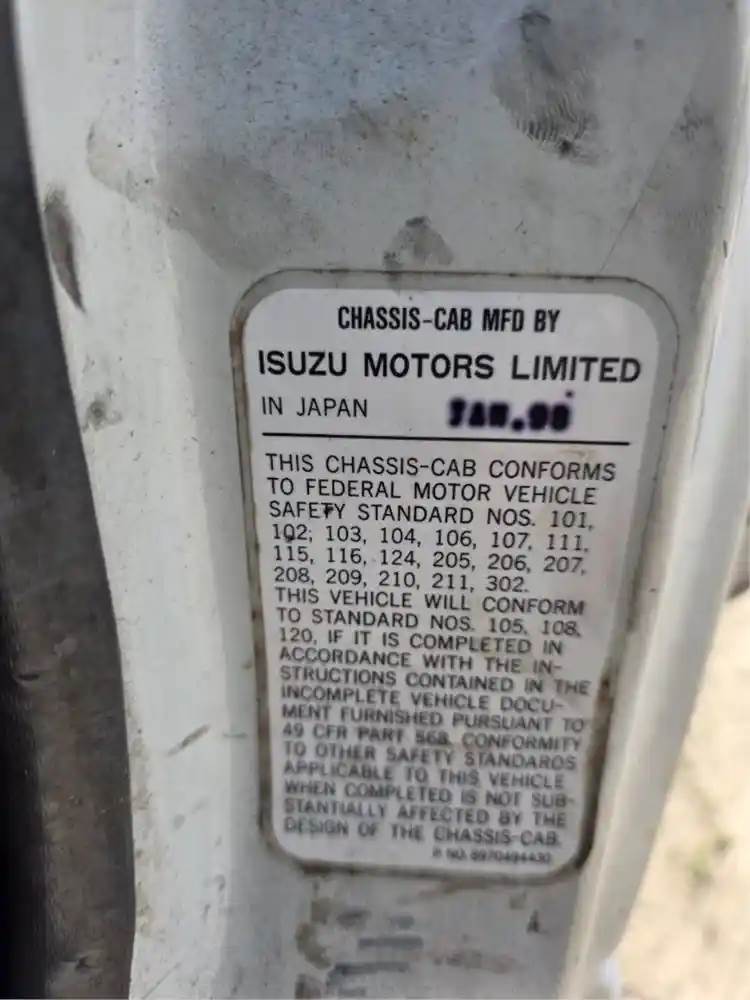 CHASSIS-CAB MFD BY
ISUZU MOTORS LIMITED
IN JAPAN JAN.
THIS CHASSIS-CAB CONFORMS
TO FEDERAL MOTOR VEHICLE
SAFETY STANDARD NOS. 101,
102, 103, 104, 106, 107, 111,
115, 116, 124, 205, 206, 207,
208, 209, 210, 211, 302.
THIS VEHICLE WILL CONFORM
TO STANDARD NOS. 105, 108,
120, IF IT IS COMPLETED IN
ACCORDANCE WITH THE IN-
STRUCTIONS CONTAINED IN THE
INCOMPLETE VEHICLE DOCU-
MENT FURNISHED PURSUANT TO
49 CFR PART 568. CONFORMITY
TO OTHER SAFETY STANDARDS
APPLICABLE TO THIS VEHICLE
WHEN COMPLETED IS NOT SUB-
STANTIALLY AFFECTED BY THE
DESIGN OF THE CHASSIS-CAB.
P. NO. 8970494430